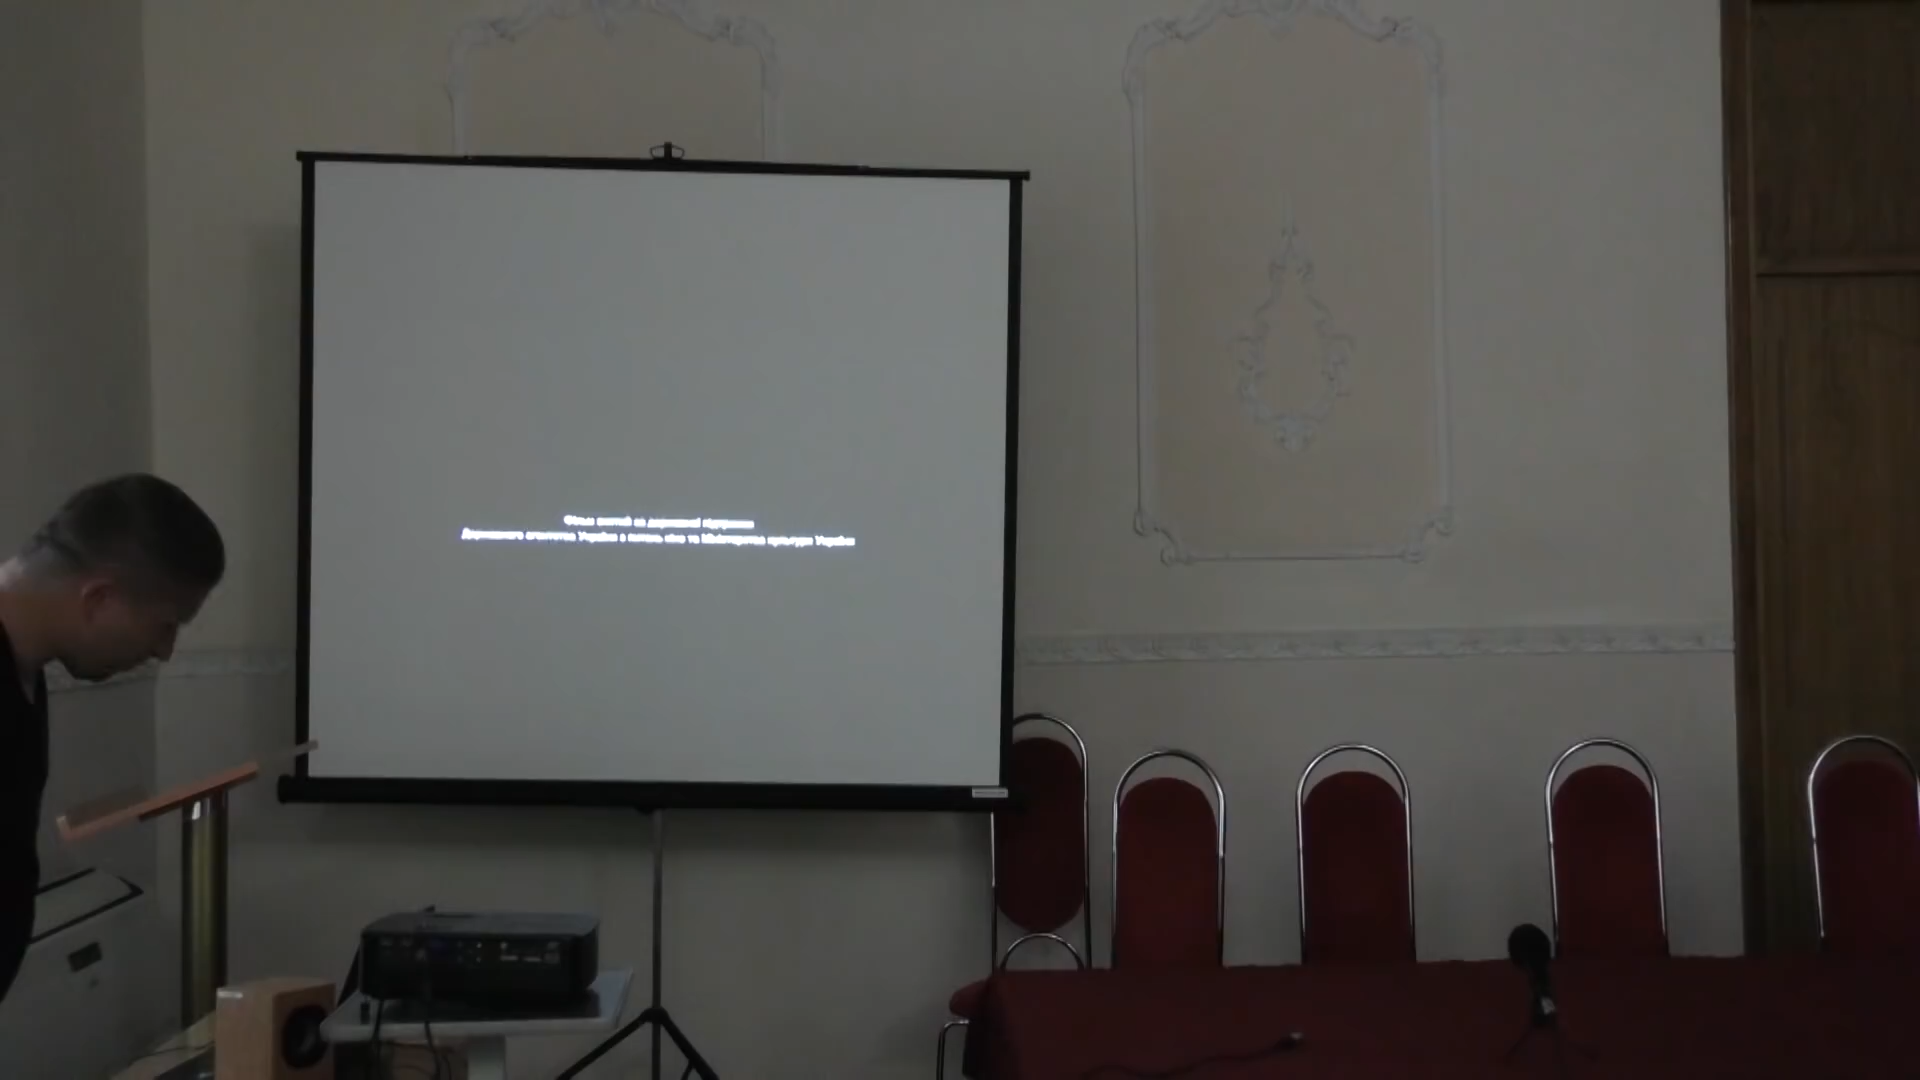 Фільм знятий за державної підтримки
Державного агентства України з питань кіно та Міністерства культури України